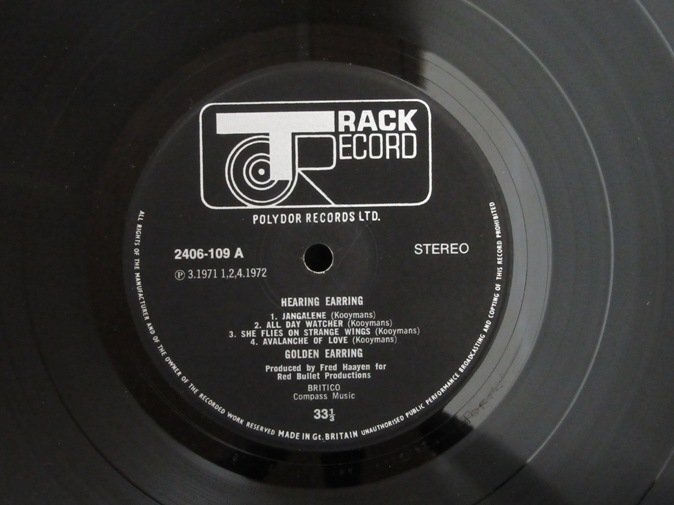 TRACK
RECORD
POLYDOR RECORDS LTD.
2406-109 A
STEREO
Ⓟ 3.1971 1,2,4.1972
HEARING EARRING
1. JANGALENE (Kooymans)
2. ALL DAY WATCHER (Kooymans)
3. SHE FLIES ON STRANGE WINGS (Kooymans)
4. AVALANCHE OF LOVE (Kooymans)
GOLDEN EARRING
Produced by Fred Haayen for
Red Bullet Productions
BRITICO
Compass Music
33⅓
ALL RIGHTS OF THE MANUFACTURER AND OF THE OWNER OF THE RECORDED WORK RESERVED MADE IN Gt. BRITAIN UNAUTHORISED PUBLIC PERFORMANCE BROADCASTING AND COPYING OF THIS RECORD PROHIBITED